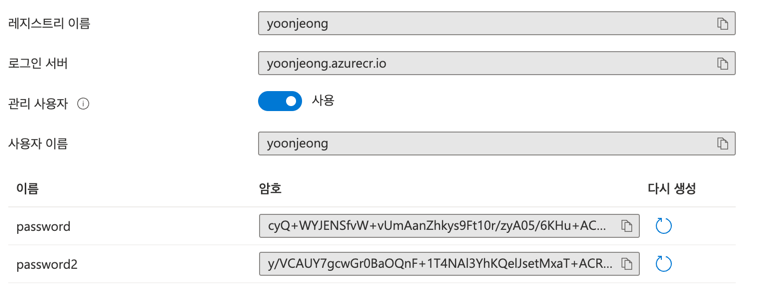 레지스트리 이름 yoonjeong
로그인 서버 yoonjeong.azurecr.io
관리 사용자 사용
사용자 이름 yoonjeong
이름 암호 다시 생성
password cyQ+WYJENSfvW+vUmAanZhkys9Ft10r/zyA05/6KHu+AC...
password2 y/VCAUY7gcwGr0BaOQnF+1T4NAl3YhKQelJsetMxaT+ACR...